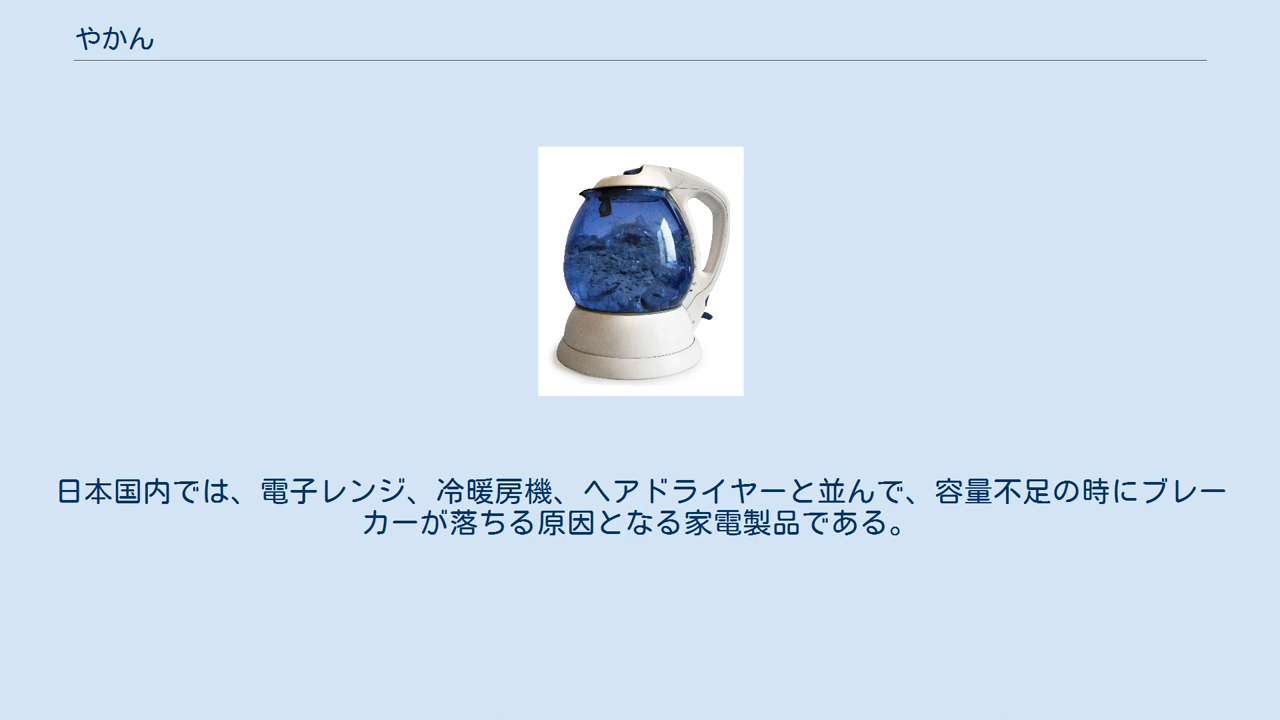 やかん
日本国内では、電子レンジ、冷暖房機、ヘアドライヤーと並んで、容量不足の時にブレー
カーが落ちる原因となる家電製品である。